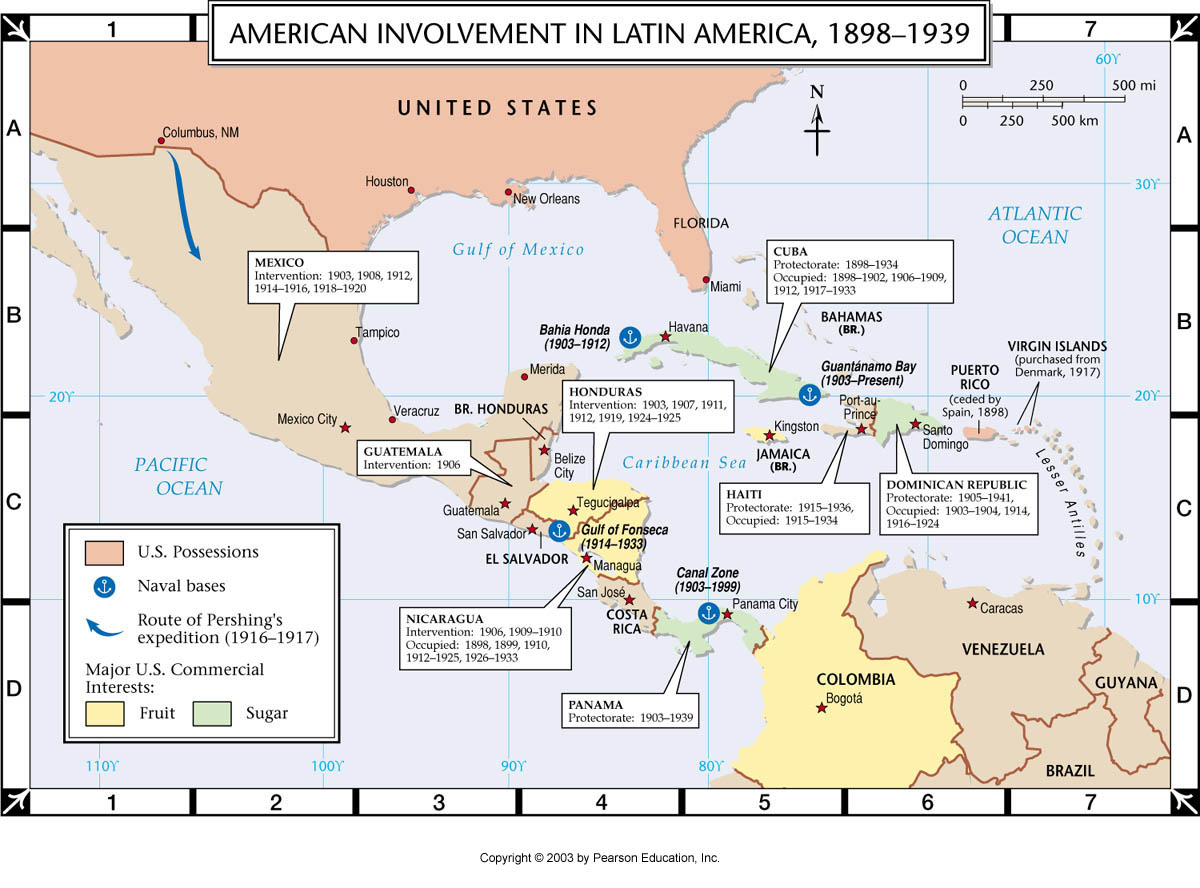 AMERICAN INVOLVEMENT IN LATIN AMERICA, 1898–1939
1
7
60°
0 250 500 mi
0 250 500 km
N
A
A
UNITED STATES
Columbus, NM
Houston
New Orleans
30°
FLORIDA
ATLANTIC
OCEAN
Gulf of Mexico
MEXICO
Intervention: 1903, 1908, 1912,
1914–1916, 1918–1920
CUBA
Protectorate: 1898–1934
Occupied: 1898–1902, 1906–1909,
1912, 1917–1933
Miami
B
B
BAHAMAS
(BR.)
Tampico
Bahia Honda
(1903–1912)
Havana
VIRGIN ISLANDS
(purchased from
Denmark, 1917)
Guantánamo Bay
(1903–Present)
PUERTO
RICO
(ceded by
Spain, 1898)
Merida
20°
20°
HONDURAS
Intervention: 1903, 1907, 1911,
1912, 1919, 1924–1925
Port-au-
Prince
BR. HONDURAS
Mexico City
Veracruz
Kingston
Santo
Domingo
JAMAICA
(BR.)
GUATEMALA
Intervention: 1906
Belize
City
Caribbean Sea
PACIFIC
OCEAN
Lesser Antilles
HAITI
Protectorate: 1915–1936,
Occupied: 1915–1934
DOMINICAN REPUBLIC
Protectorate: 1905–1941,
Occupied: 1903–1904, 1914,
1916–1924
C
C
Guatemala
Tegucigalpa
San Salvador
Gulf of Fonseca
(1914–1933)
EL SALVADOR
Managua
Canal Zone
(1903–1999)
San José
Panama City
10°
Caracas
COSTA
RICA
NICARAGUA
Intervention: 1906, 1909–1910
Occupied: 1898, 1899, 1910,
1912–1925, 1926–1933
VENEZUELA
GUYANA
COLOMBIA
Bogotá
D
D
PANAMA
Protectorate: 1903–1939
BRAZIL
U.S. Possessions
Naval bases
Route of Pershing's
expedition (1916–1917)
Major U.S. Commercial
Interests:
Fruit
Sugar
110°
100°
90°
80°
1
2
3
4
5
6
7
Copyright © 2003 by Pearson Education, Inc.